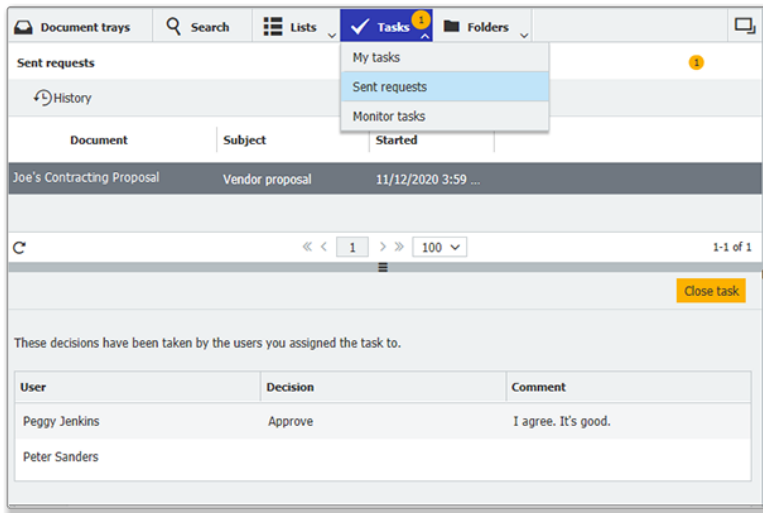 Document trays Search Lists Tasks 1 Folders
Sent requests 1
My tasks
Sent requests
Monitor tasks
History
Document Subject Started
Joe's Contracting Proposal Vendor proposal 11/12/2020 3:59 ...
1 100 1-1 of 1
Close task
These decisions have been taken by the users you assigned the task to.
User Decision Comment
Peggy Jenkins Approve I agree. It's good.
Peter Sanders